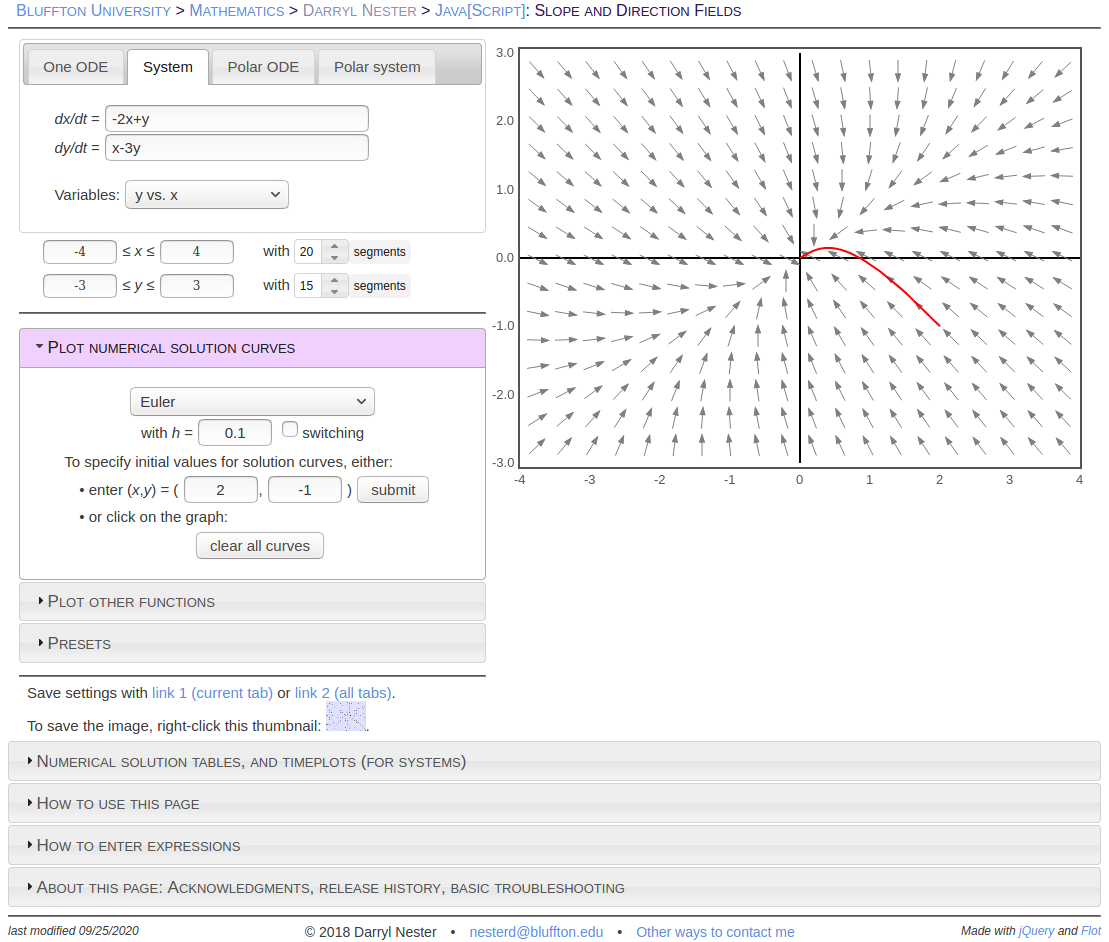 Bluffton University > Mathematics > Darryl Nester > Java[Script]: Slope and Direction Fields
One ODE System Polar ODE Polar system
dx/dt = -2x+y
dy/dt = x-3y
Variables: y vs. x
-4 ≤ x ≤ 4 with 20 segments
-3 ≤ y ≤ 3 with 15 segments
Plot numerical solution curves
Euler
with h = 0.1 switching
To specify initial values for solution curves, either:
• enter (x,y) = ( 2 , -1 ) submit
• or click on the graph:
clear all curves
Plot other functions
Presets
Save settings with link 1 (current tab) or link 2 (all tabs).
To save the image, right-click this thumbnail: .
3.0
2.0
1.0
0.0
-1.0
-2.0
-3.0
-4 -3 -2 -1 0 1 2 3 4
Numerical solution tables, and timeplots (for systems)
How to use this page
How to enter expressions
About this page: Acknowledgments, release history, basic troubleshooting
last modified 09/25/2020 © 2018 Darryl Nester • nesterd@bluffton.edu • Other ways to contact me Made with jQuery and Flot